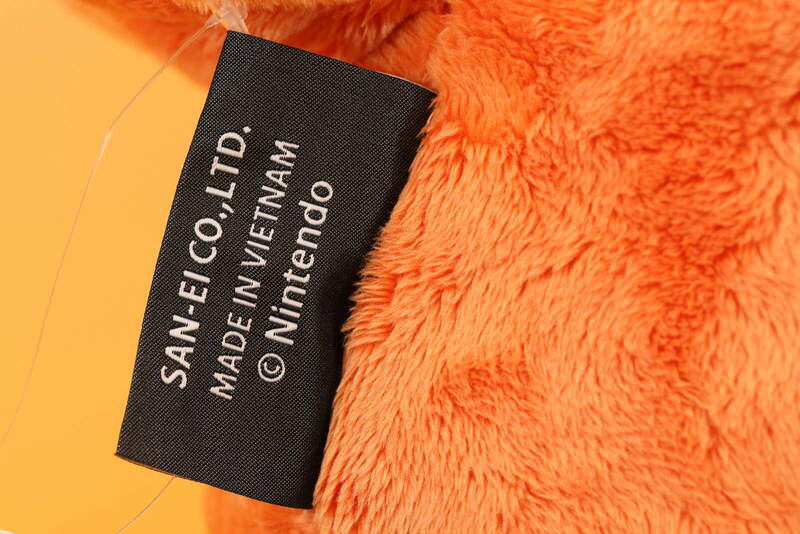 SAN-EI CO.,LTD.
MADE IN VIETNAM
© Nintendo